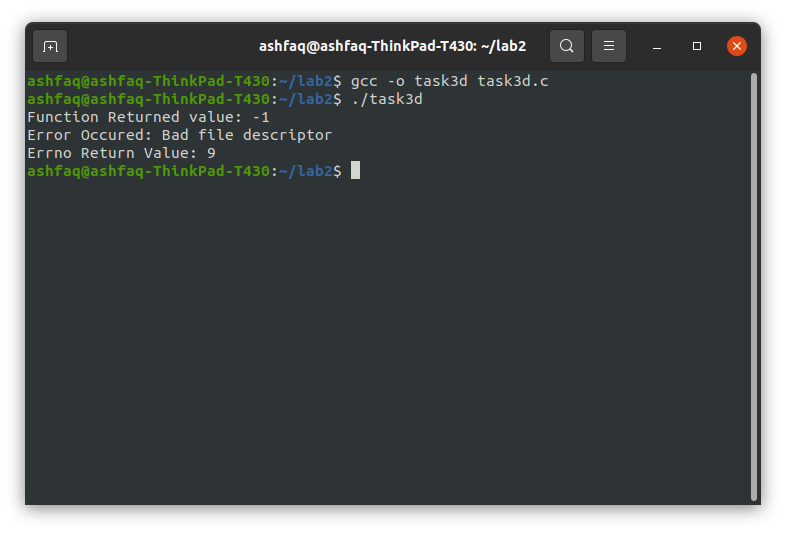 ashfaq@ashfaq-ThinkPad-T430: ~/lab2
ashfaq@ashfaq-ThinkPad-T430:~/lab2$ gcc -o task3d task3d.c
ashfaq@ashfaq-ThinkPad-T430:~/lab2$ ./task3d
Function Returned value: -1
Error Occured: Bad file descriptor
Errno Return Value: 9
ashfaq@ashfaq-ThinkPad-T430:~/lab2$